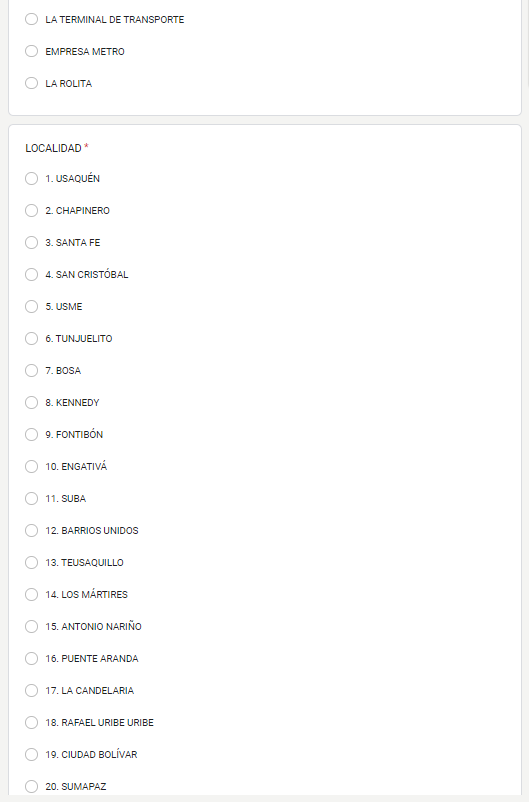 LA TERMINAL DE TRANSPORTE
EMPRESA METRO
LA ROLITA
LOCALIDAD *
1. USAQUÉN
2. CHAPINERO
3. SANTA FE
4. SAN CRISTÓBAL
5. USME
6. TUNJUELITO
7. BOSA
8. KENNEDY
9. FONTIBÓN
10. ENGATIVÁ
11. SUBA
12. BARRIOS UNIDOS
13. TEUSAQUILLO
14. LOS MÁRTIRES
15. ANTONIO NARIÑO
16. PUENTE ARANDA
17. LA CANDELARIA
18. RAFAEL URIBE URIBE
19. CIUDAD BOLÍVAR
20. SUMAPAZ